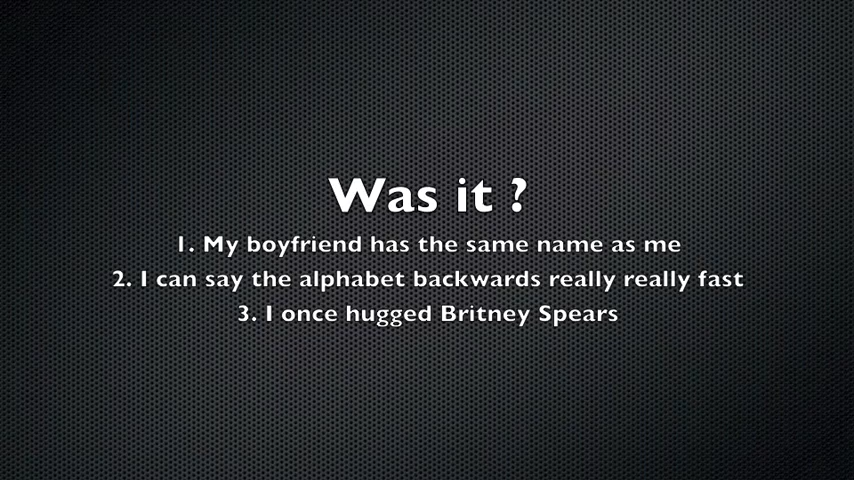 Was it ?
1. My boyfriend has the same name as me
2. I can say the alphabet backwards really really fast
3. I once hugged Britney Spears